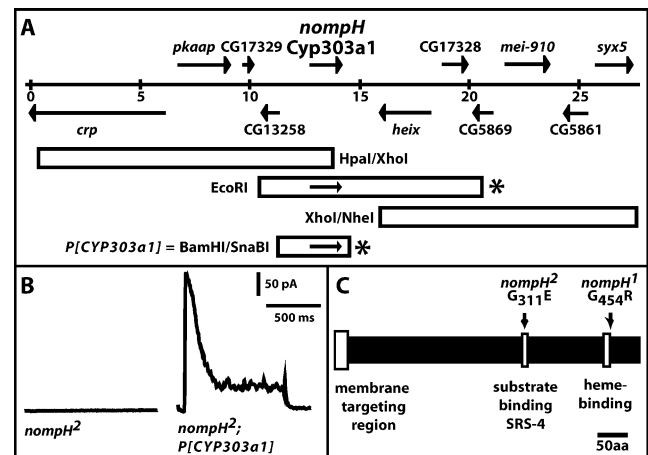 A
nompH
pkaap CG17329 Cyp303a1 CG17328 mei-910 syx5
0 5 10 15 20 25
crp CG13258 heix CG5869 CG5861
HpaI/XhoI
EcoRI *
XhoI/NheI
P[CYP303a1] = BamHI/SnaBI *
B
50 pA
500 ms
nompH2
nompH2;
P[CYP303a1]
C
nompH2 nompH1
G311E G454R
membrane targeting region
substrate binding SRS-4
heme-binding
50aa